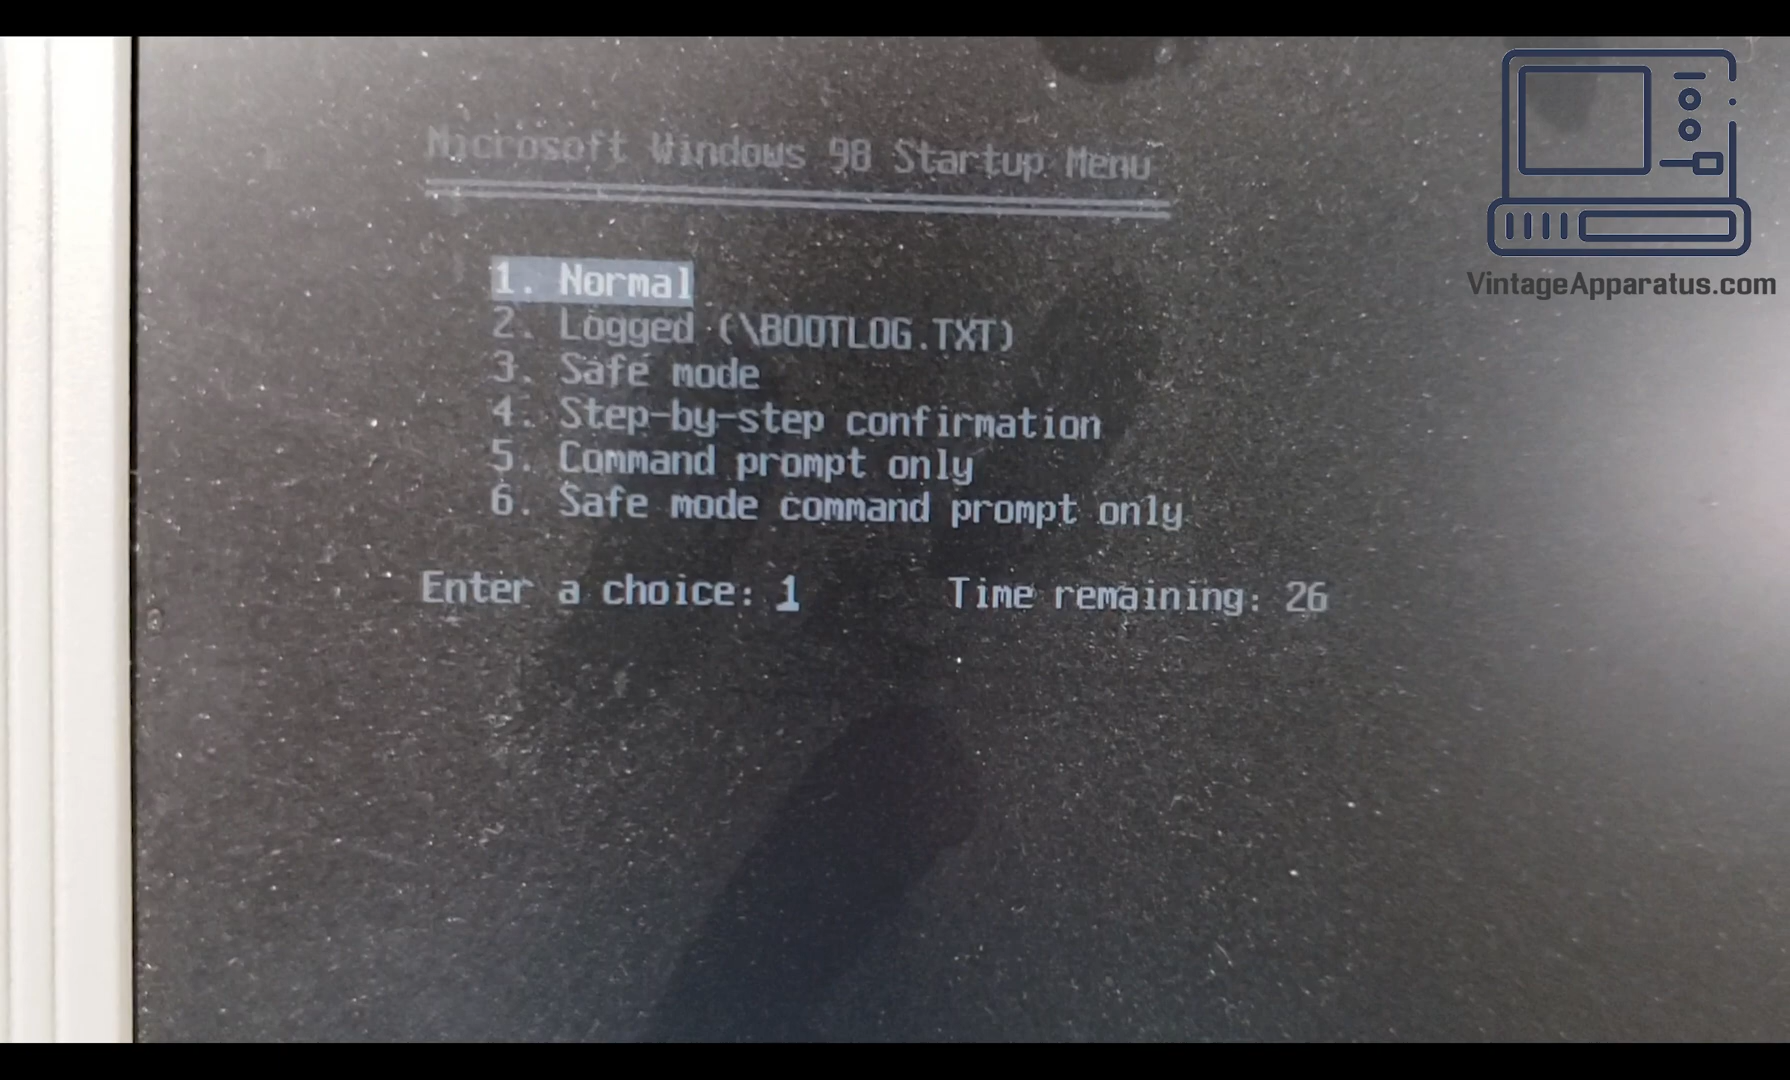 Microsoft Windows 98 Startup Menu
1. Normal
2. Logged (\BOOTLOG.TXT)
3. Safe mode
4. Step-by-step confirmation
5. Command prompt only
6. Safe mode command prompt only
Enter a choice: 1 Time remaining: 26
VintageApparatus.com